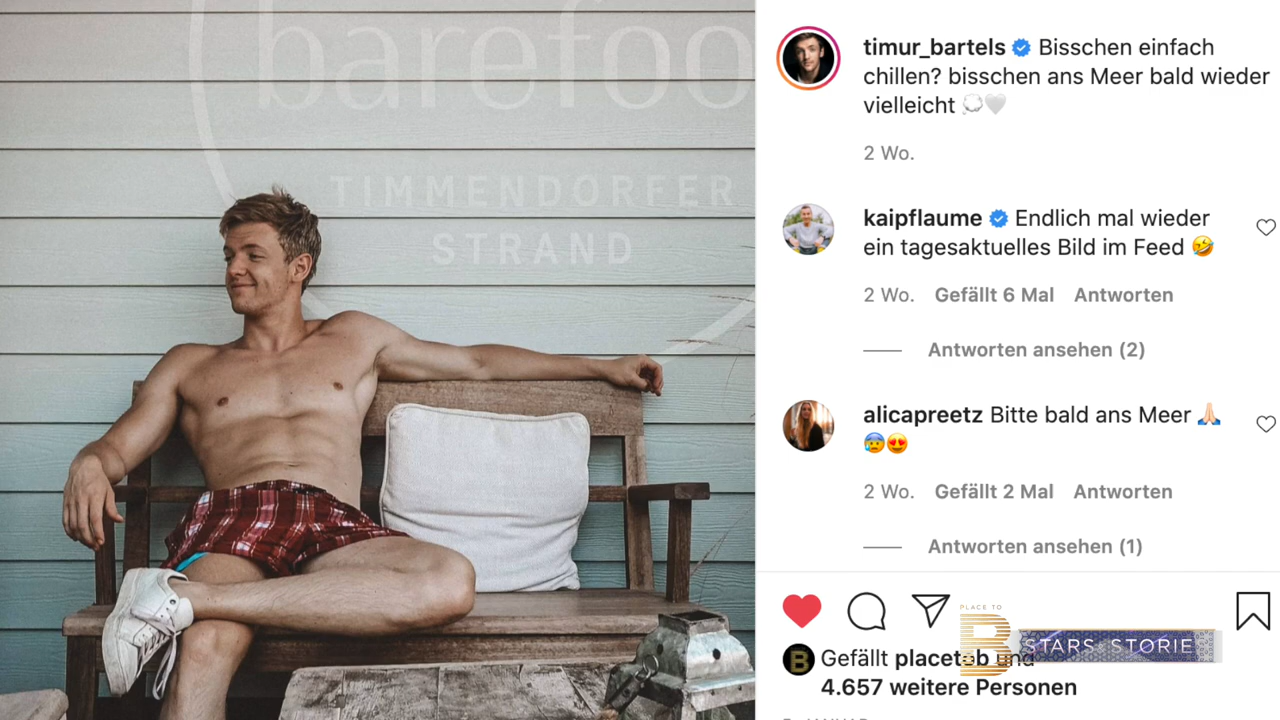 barefoo
TIMMENDORFER
STRAND
timur_bartels Bisschen einfach
chillen? bisschen ans Meer bald wieder
vielleicht 💭🤍
2 Wo.
kaipflaume Endlich mal wieder
ein tagesaktuelles Bild im Feed 🤣
2 Wo. Gefällt 6 Mal Antworten
Antworten ansehen (2)
alicapreetz Bitte bald ans Meer 🙏🏻
😰😍
2 Wo. Gefällt 2 Mal Antworten
Antworten ansehen (1)
PLACE TO
B STARS & STORIE
B Gefällt placetob und
4.657 weitere Personen